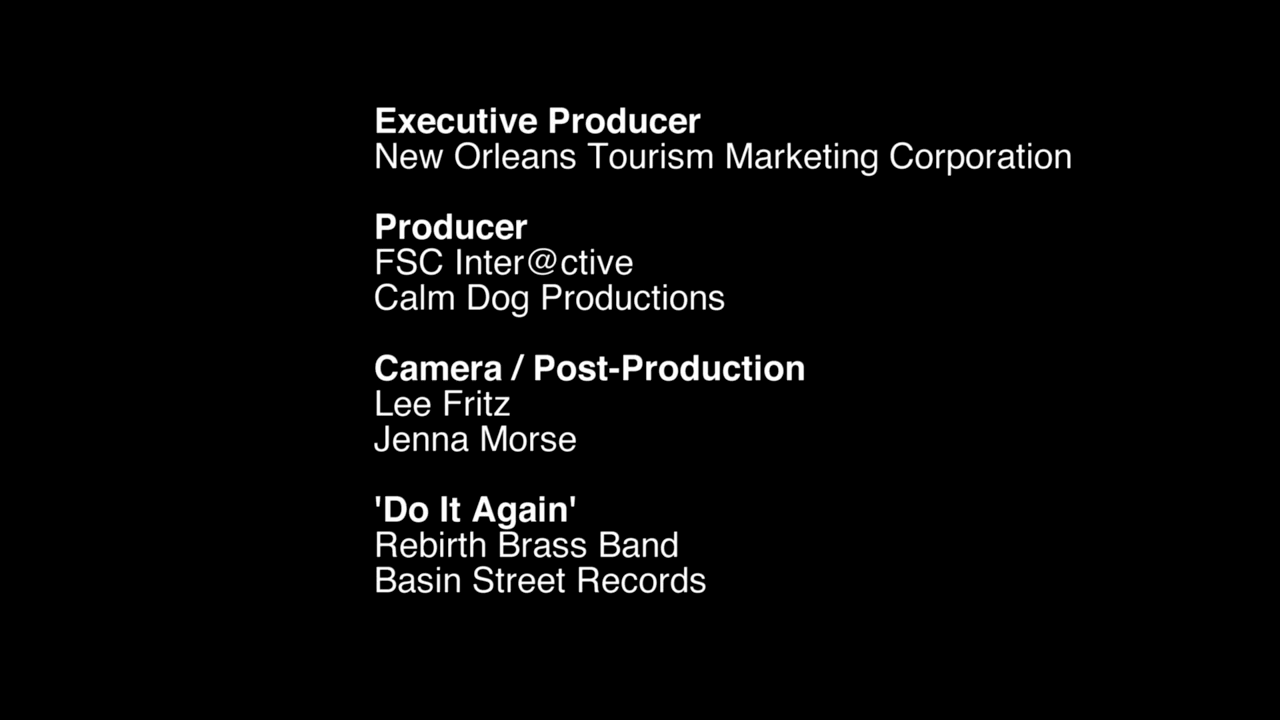 Executive Producer
New Orleans Tourism Marketing Corporation
Producer
FSC Inter@ctive
Calm Dog Productions
Camera / Post-Production
Lee Fritz
Jenna Morse
'Do It Again'
Rebirth Brass Band
Basin Street Records